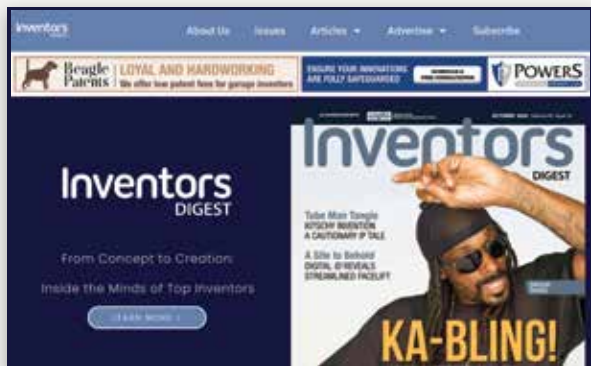 Inventors
DIGEST
About Us Issues Articles Advertise Subscribe
Beagle Patents
LOYAL AND HARDWORKING
We offer low patent fees for garage inventors
ENSURE YOUR INNOVATIONS
ARE FULLY SAFEGUARDED
POWERS
Inventors
DIGEST
From Concept to Creation:
Inside the Minds of Top Inventors
LEARN MORE
OCTOBER
Inventors
DIGEST
Tube Man Tangle
KITSCHY INVENTION
A CAUTIONARY IP TALE
A Site to Behold
DIGITAL ID REVEALS
STREAMLINED FACELIFT
KA-BLING!